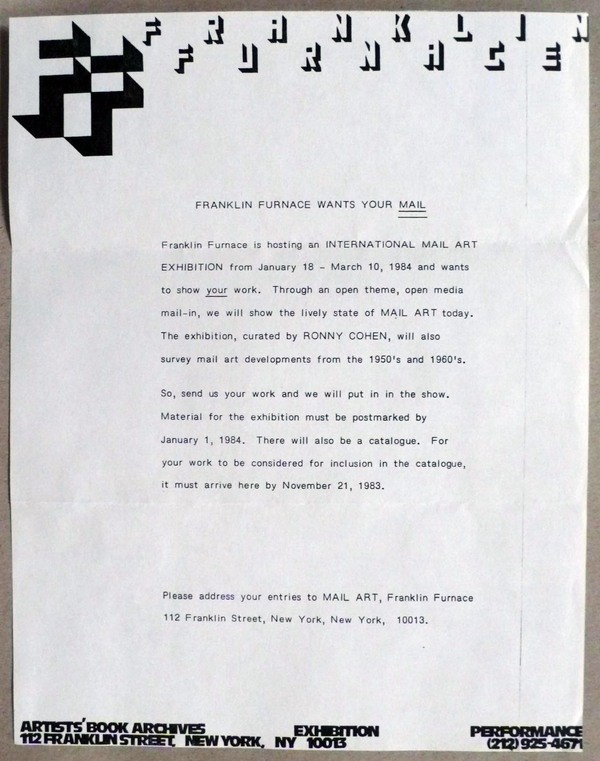 FRANKLIN
FURNACE
FRANKLIN FURNACE WANTS YOUR MAIL
Franklin Furnace is hosting an INTERNATIONAL MAIL ART
EXHIBITION from January 18 - March 10, 1984 and wants
to show your work. Through an open theme, open media
mail-in, we will show the lively state of MAIL ART today.
The exhibition, curated by RONNY COHEN, will also
survey mail art developments from the 1950's and 1960's.
So, send us your work and we will put in in the show.
Material for the exhibition must be postmarked by
January 1, 1984. There will also be a catalogue. For
your work to be considered for inclusion in the catalogue,
it must arrive here by November 21, 1983.
Please address your entries to MAIL ART, Franklin Furnace
112 Franklin Street, New York, New York, 10013.
ARTISTS' BOOK ARCHIVES EXHIBITION PERFORMANCE
112 FRANKLIN STREET, NEW YORK, NY 10013 (212) 925-4671